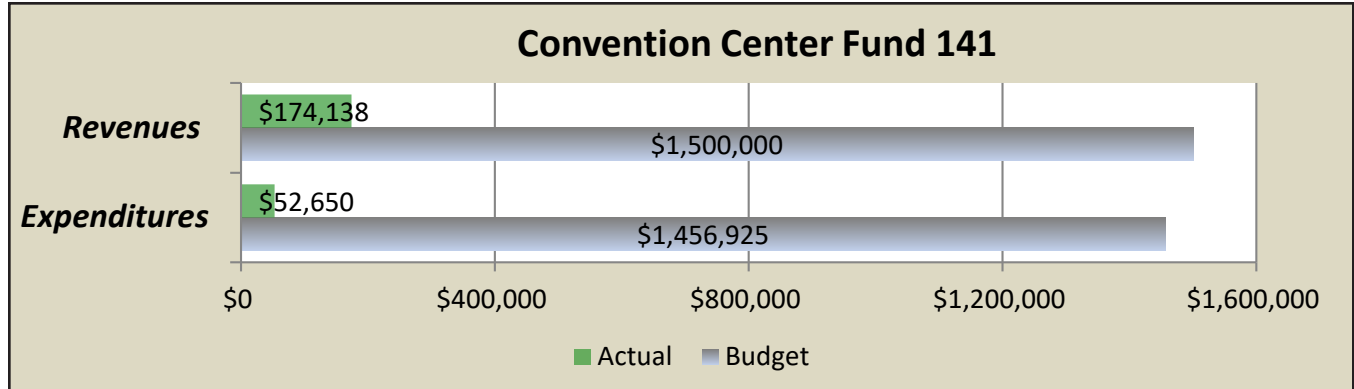 Convention Center Fund 141
Revenues
$174,138
$1,500,000
Expenditures
$52,650
$1,456,925
$0 $400,000 $800,000 $1,200,000 $1,600,000
Actual Budget